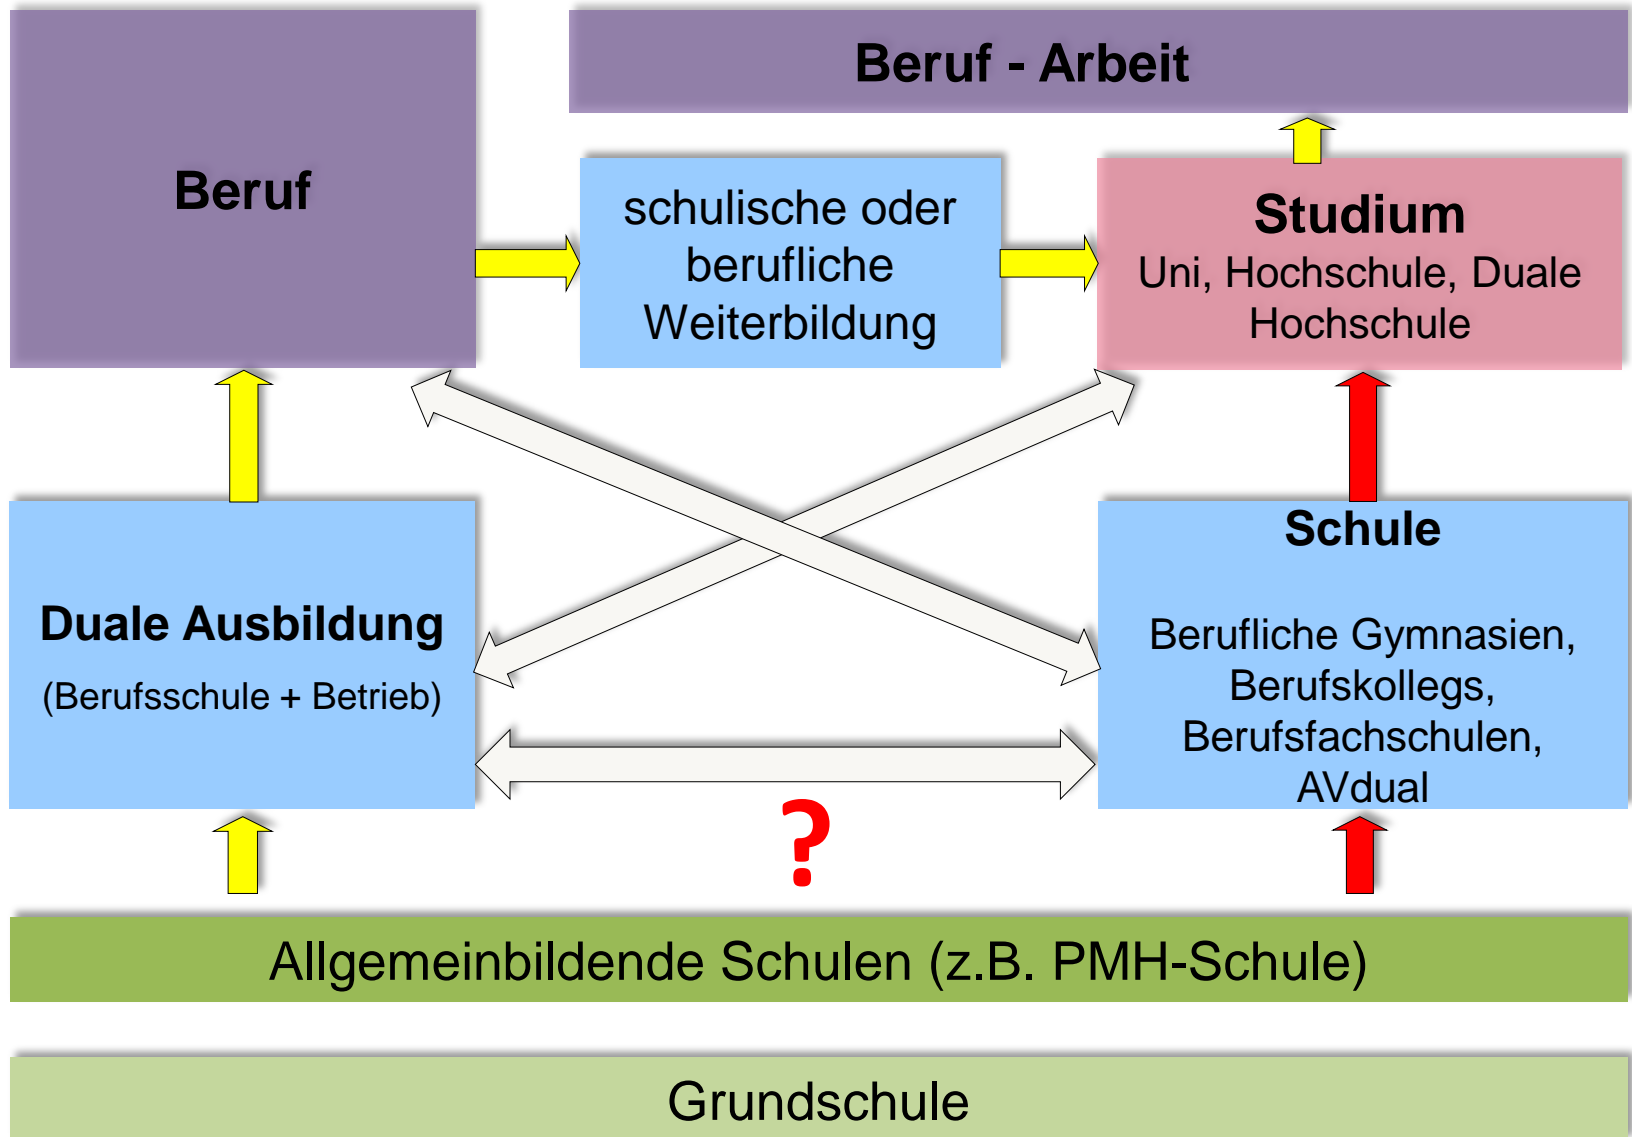 Beruf - Arbeit
Beruf
schulische oder
berufliche
Weiterbildung
Studium
Uni, Hochschule, Duale
Hochschule
Duale Ausbildung
(Berufsschule + Betrieb)
Schule
Berufliche Gymnasien,
Berufskollegs,
Berufsfachschulen,
AVdual
?
Allgemeinbildende Schulen (z.B. PMH-Schule)
Grundschule